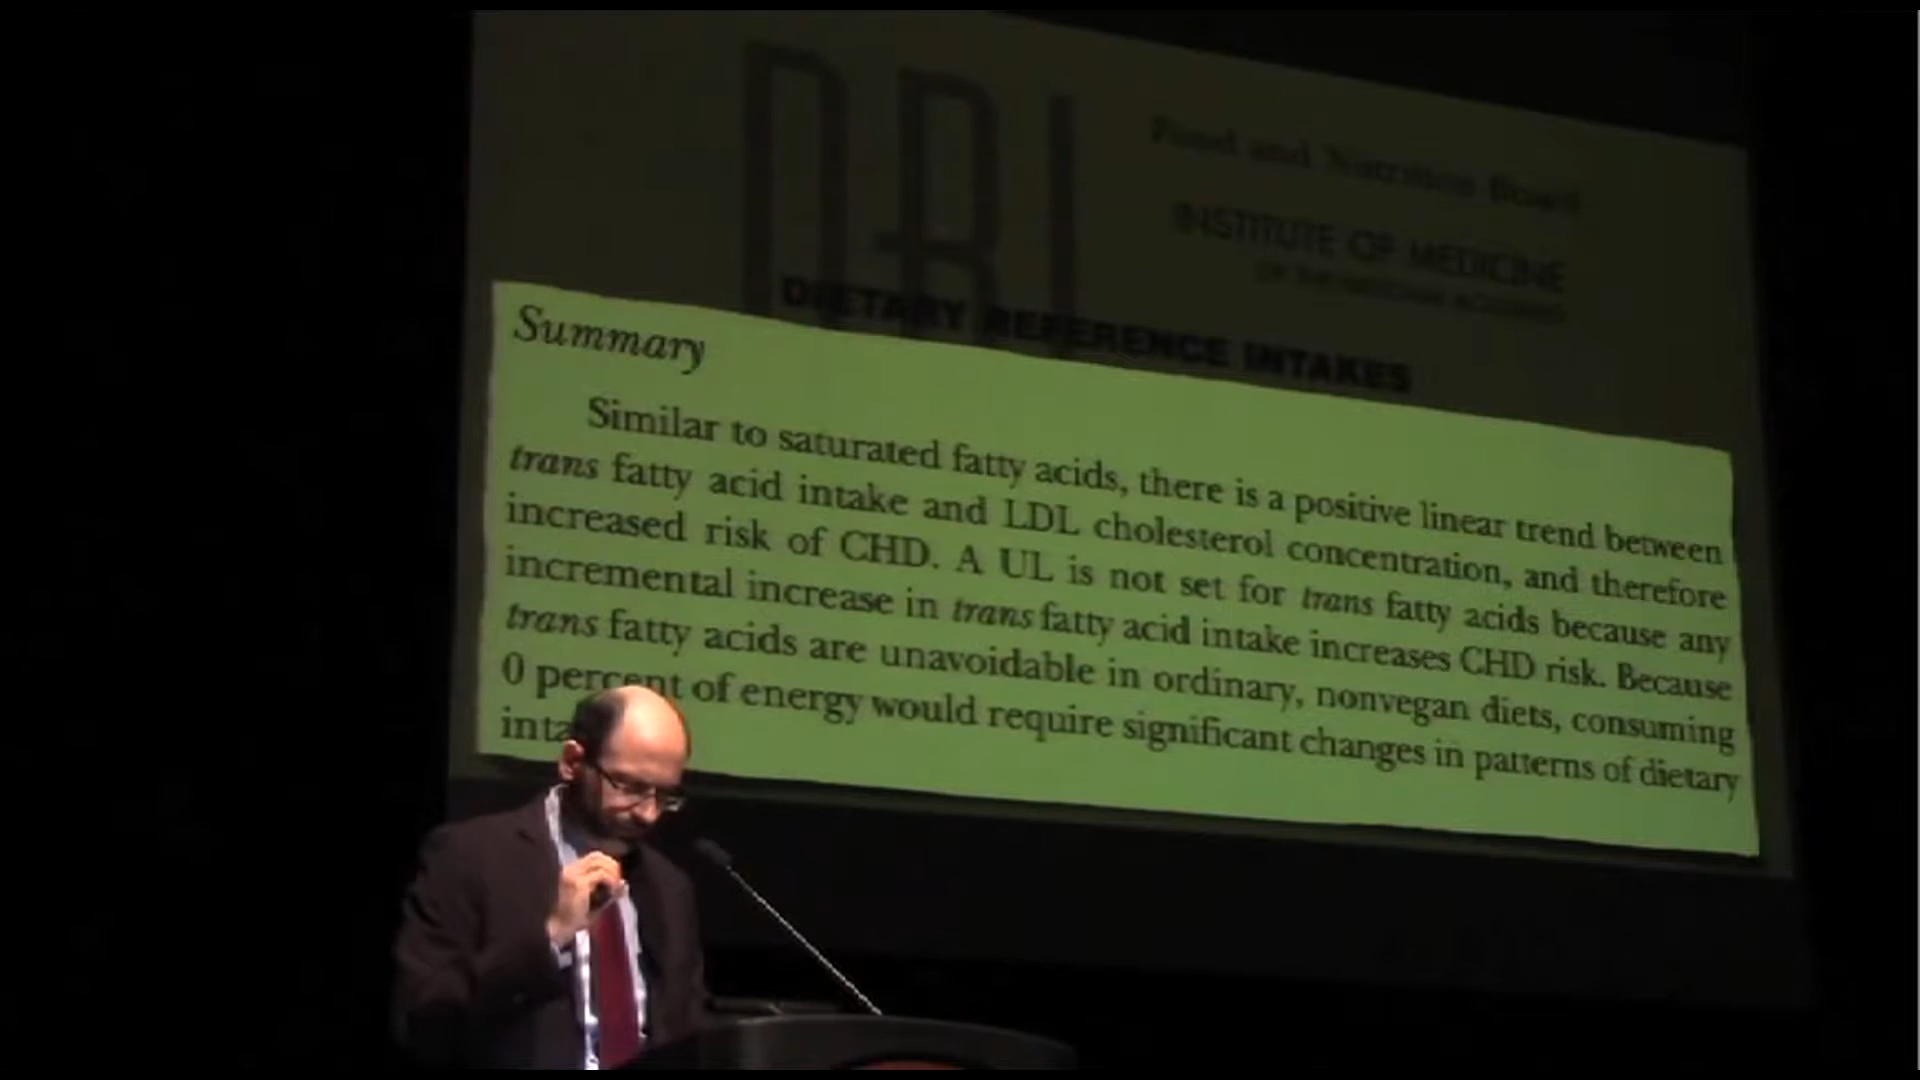 DRI
Food and Nutrition Board
INSTITUTE OF MEDICINE
OF THE NATIONAL ACADEMIES
DIETARY REFERENCE INTAKES
Summary
Similar to saturated fatty acids, there is a positive linear trend between
trans fatty acid intake and LDL cholesterol concentration, and therefore
increased risk of CHD. A UL is not set for trans fatty acids because any
incremental increase in trans fatty acid intake increases CHD risk. Because
trans fatty acids are unavoidable in ordinary, nonvegan diets, consuming
0 percent of energy would require significant changes in patterns of dietary